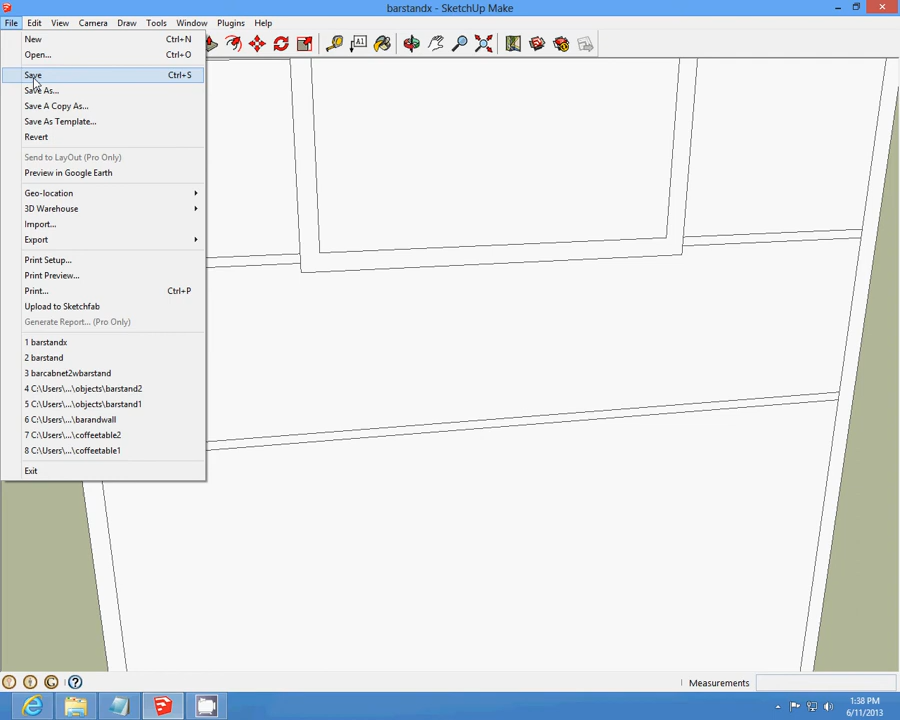 barstandx - SketchUp Make
File Edit View Camera Draw Tools Window Plugins Help
New Ctrl+N
Open... Ctrl+O
Save Ctrl+S
Save As...
Save A Copy As...
Save As Template...
Revert
Send to LayOut (Pro Only)
Preview in Google Earth
Geo-location
3D Warehouse
Import...
Export
Print Setup...
Print Preview...
Print... Ctrl+P
Upload to Sketchfab
Generate Report... (Pro Only)
1 barstandx
2 barstand
3 barcabnet2wbarstand
4 C:\Users\...\objects\barstand2
5 C:\Users\...\objects\barstand1
6 C:\Users\...\barandwall
7 C:\Users\...\coffeetable2
8 C:\Users\...\coffeetable1
Exit
A1
Measurements
1:38 PM
6/11/2013